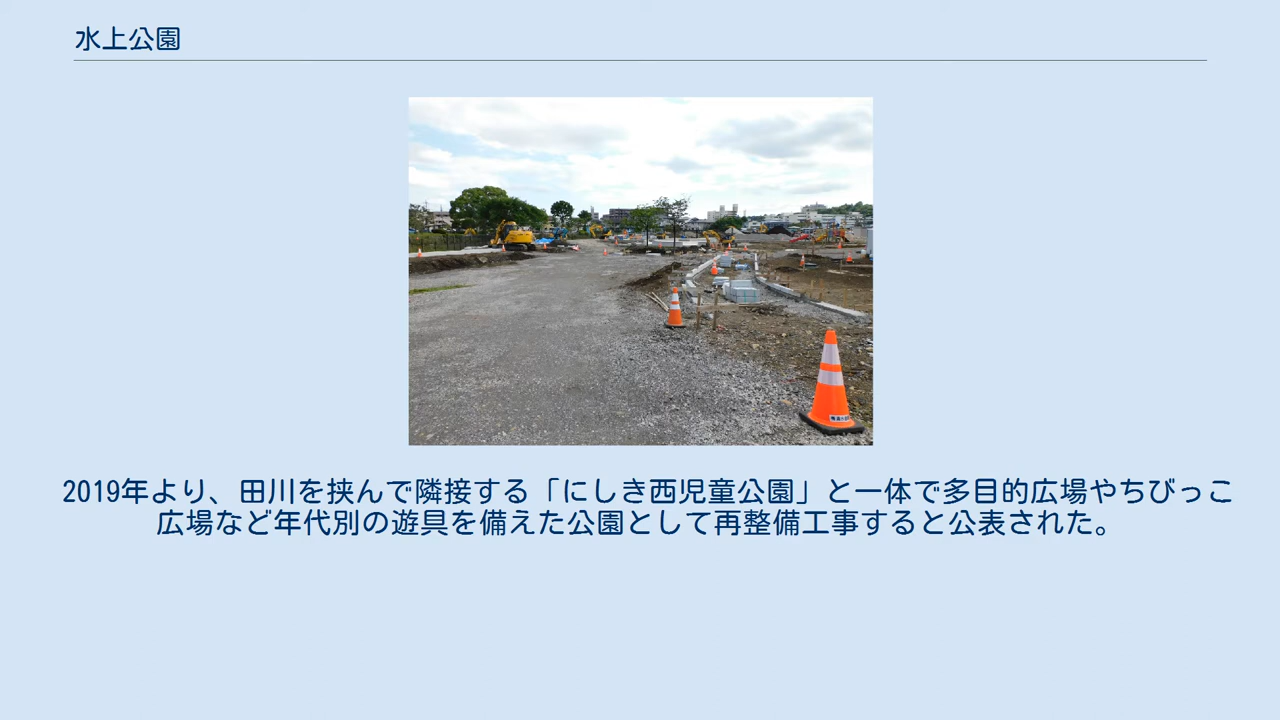 水上公園
2019年より、田川を挟んで隣接する「にしき西児童公園」と一体で多目的広場やちびっこ
広場など年代別の遊具を備えた公園として再整備工事すると公表された。